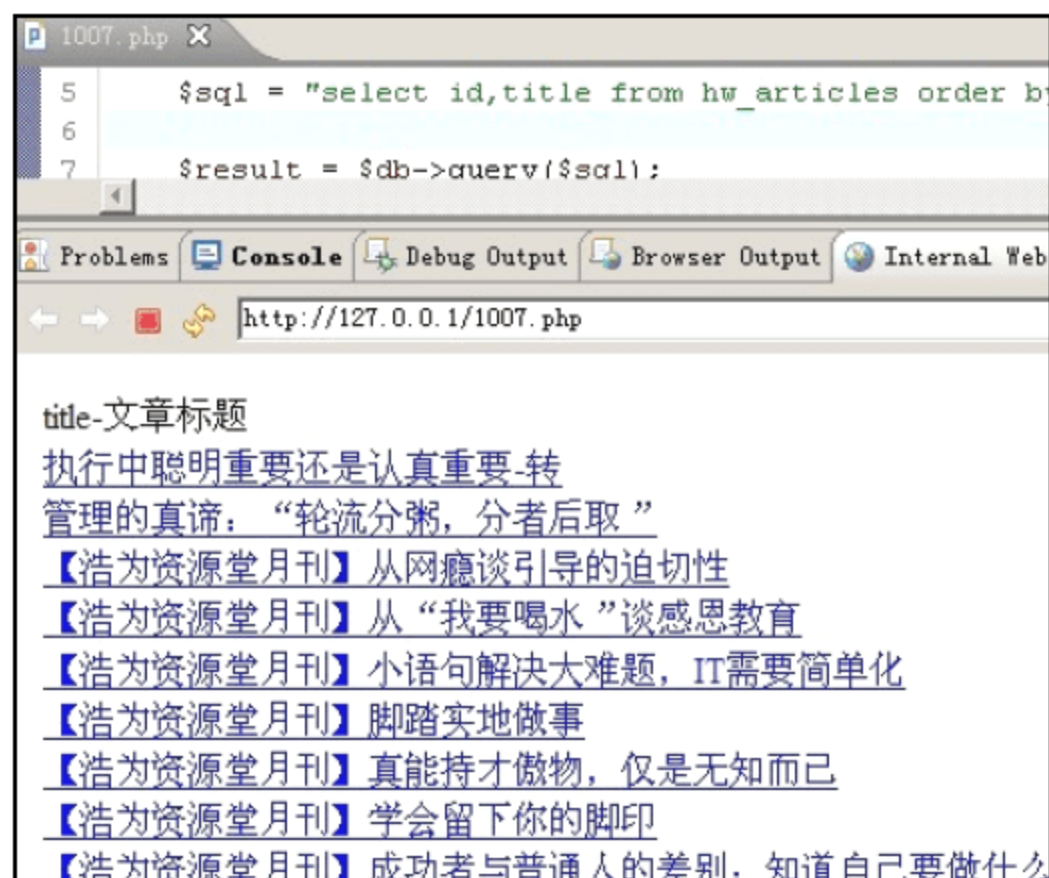 1007.php
5 $sql = "select id,title from hw_articles order by
6
7 $result = $db->query($sql);
Problems Console Debug Output Browser Output Internal Web
http://127.0.0.1/1007.php
title-文章标题
执行中聪明重要还是认真重要-转
管理的真谛：“轮流分粥，分者后取 ”
【浩为资源堂月刊】从网瘾谈引导的迫切性
【浩为资源堂月刊】从“我要喝水 ”谈感恩教育
【浩为资源堂月刊】小语句解决大难题，IT需要简单化
【浩为资源堂月刊】脚踏实地做事
【浩为资源堂月刊】真能持才傲物，仅是无知而已
【浩为资源堂月刊】学会留下你的脚印
【浩为资源堂月刊】成功者与普通人的差别：知道自己要做什么